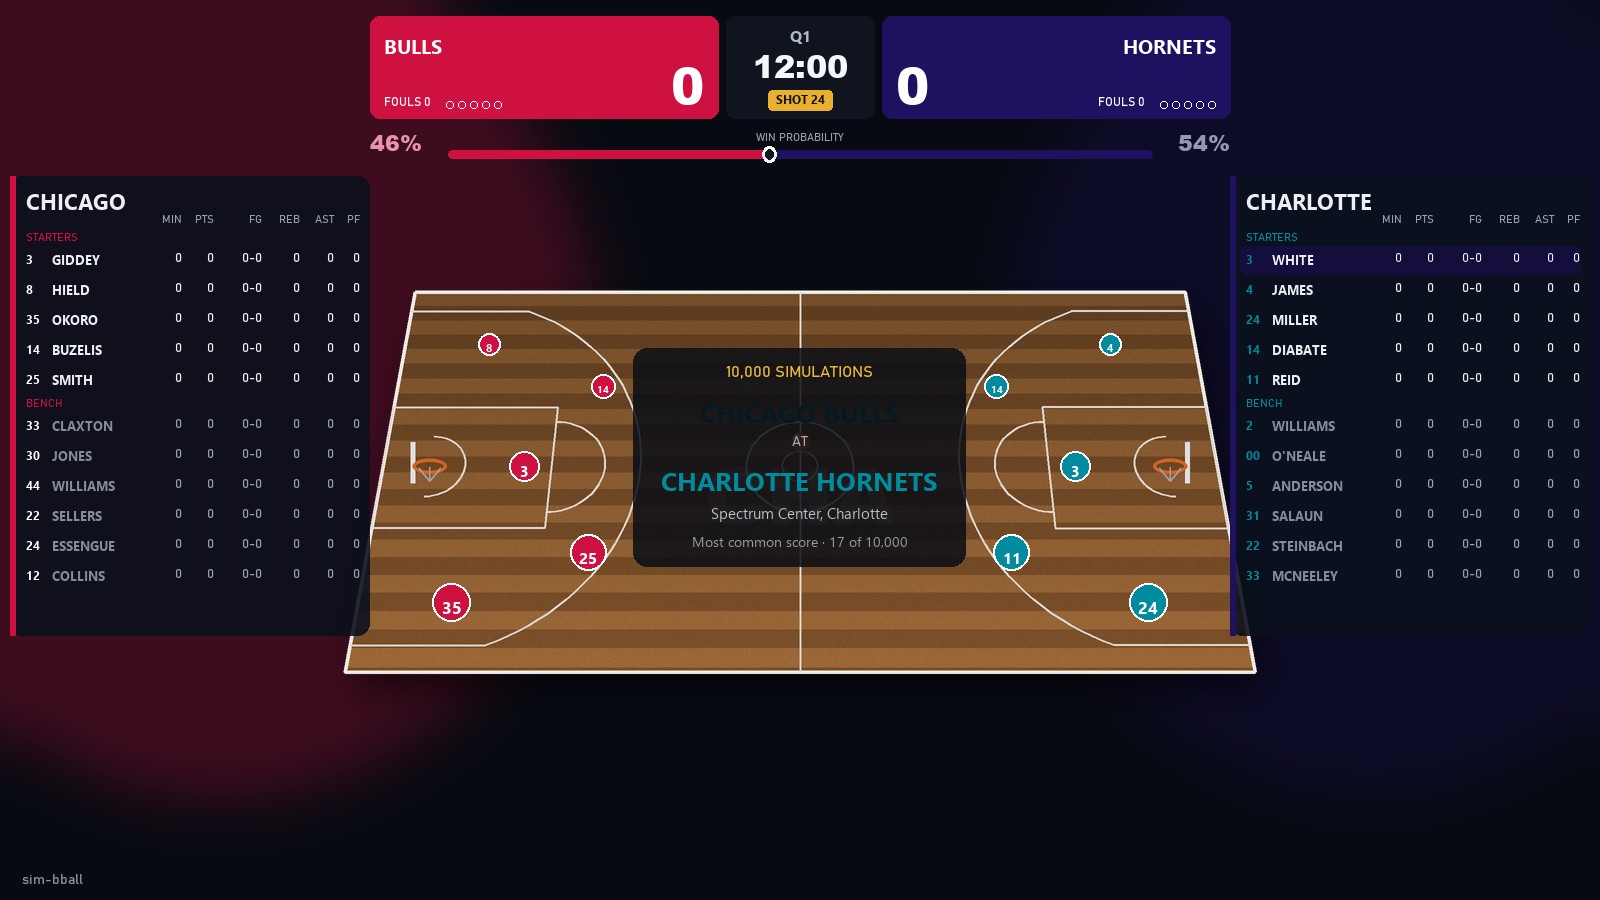 BULLS
0
FOULS 0
Q1
12:00
SHOT 24
HORNETS
0
FOULS 0
46%
WIN PROBABILITY
54%
CHICAGO
MIN PTS FG REB AST PF
STARTERS
3 GIDDEY 0 0 0-0 0 0 0
8 HIELD 0 0 0-0 0 0 0
35 OKORO 0 0 0-0 0 0 0
14 BUZELIS 0 0 0-0 0 0 0
25 SMITH 0 0 0-0 0 0 0
BENCH
33 CLAXTON 0 0 0-0 0 0 0
30 JONES 0 0 0-0 0 0 0
44 WILLIAMS 0 0 0-0 0 0 0
22 SELLERS 0 0 0-0 0 0 0
24 ESSENGUE 0 0 0-0 0 0 0
12 COLLINS 0 0 0-0 0 0 0
8
14
3
25
35
10,000 SIMULATIONS
CHICAGO BULLS
AT
CHARLOTTE HORNETS
Spectrum Center, Charlotte
Most common score · 17 of 10,000
4
14
3
11
24
CHARLOTTE
MIN PTS FG REB AST PF
STARTERS
3 WHITE 0 0 0-0 0 0 0
4 JAMES 0 0 0-0 0 0 0
24 MILLER 0 0 0-0 0 0 0
14 DIABATE 0 0 0-0 0 0 0
11 REID 0 0 0-0 0 0 0
BENCH
2 WILLIAMS 0 0 0-0 0 0 0
00 O'NEALE 0 0 0-0 0 0 0
5 ANDERSON 0 0 0-0 0 0 0
31 SALAUN 0 0 0-0 0 0 0
22 STEINBACH 0 0 0-0 0 0 0
33 MCNEELEY 0 0 0-0 0 0 0
sim-bball